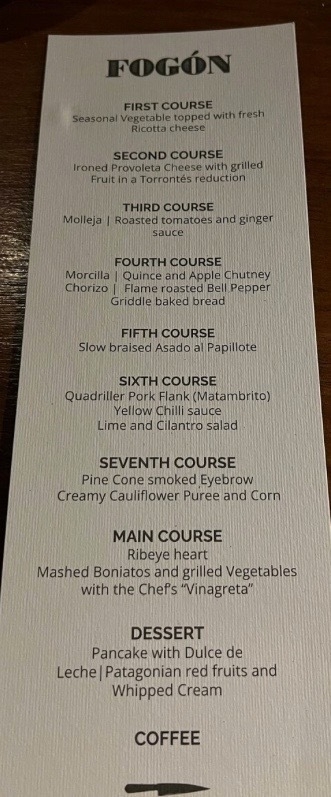 FOGÓN
FIRST COURSE
Seasonal Vegetable topped with fresh
Ricotta cheese
SECOND COURSE
Ironed Provoleta Cheese with grilled
Fruit in a Torrontés reduction
THIRD COURSE
Molleja | Roasted tomatoes and ginger
sauce
FOURTH COURSE
Morcilla | Quince and Apple Chutney
Chorizo | Flame roasted Bell Pepper
Griddle baked bread
FIFTH COURSE
Slow braised Asado al Papillote
SIXTH COURSE
Quadriller Pork Flank (Matambrito)
Yellow Chilli sauce
Lime and Cilantro salad
SEVENTH COURSE
Pine Cone smoked Eyebrow
Creamy Cauliflower Puree and Corn
MAIN COURSE
Ribeye heart
Mashed Boniatos and grilled Vegetables
with the Chef's "Vinagreta"
DESSERT
Pancake with Dulce de
Leche|Patagonian red fruits and
Whipped Cream
COFFEE